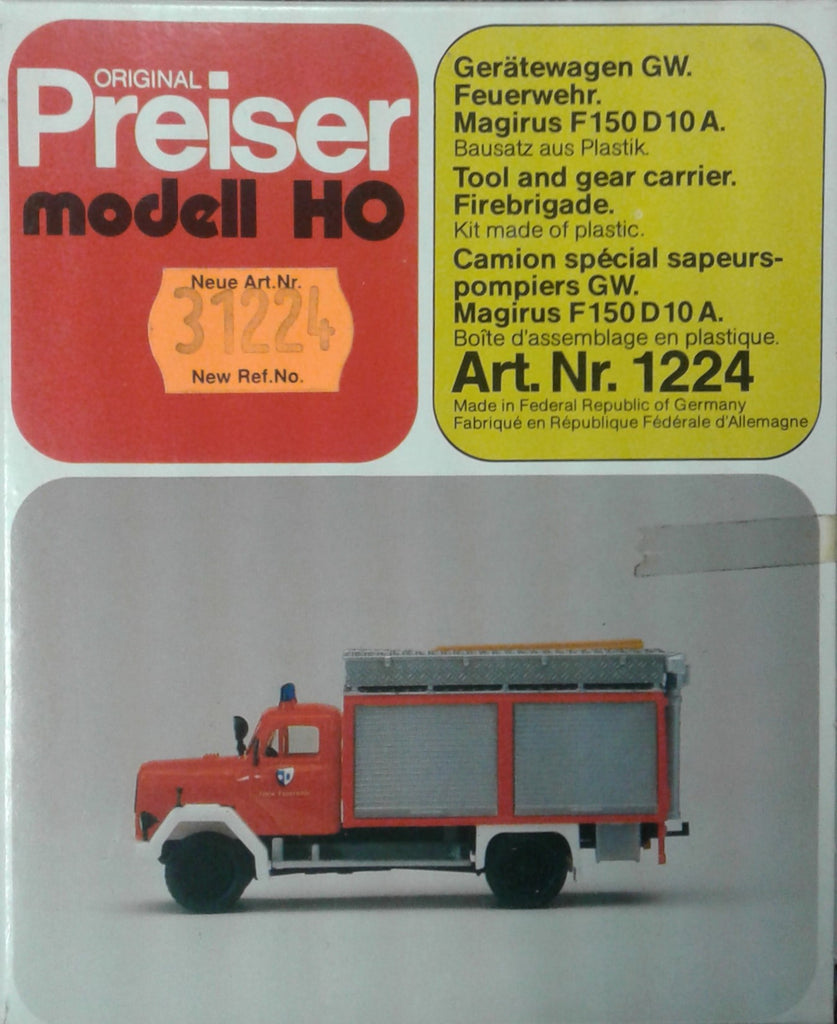 ORIGINAL
Preiser
modell HO
Neue Art.Nr.
31224
New Ref.No.
Gerätewagen GW.
Feuerwehr.
Magirus F150 D10 A.
Bausatz aus Plastik.
Tool and gear carrier.
Firebrigade.
Kit made of plastic.
Camion spécial sapeurs-
pompiers GW.
Magirus F150 D10 A.
Boîte d'assemblage en plastique.
Art. Nr. 1224
Made in Federal Republic of Germany
Fabriqué en République Fédérale d'Allemagne